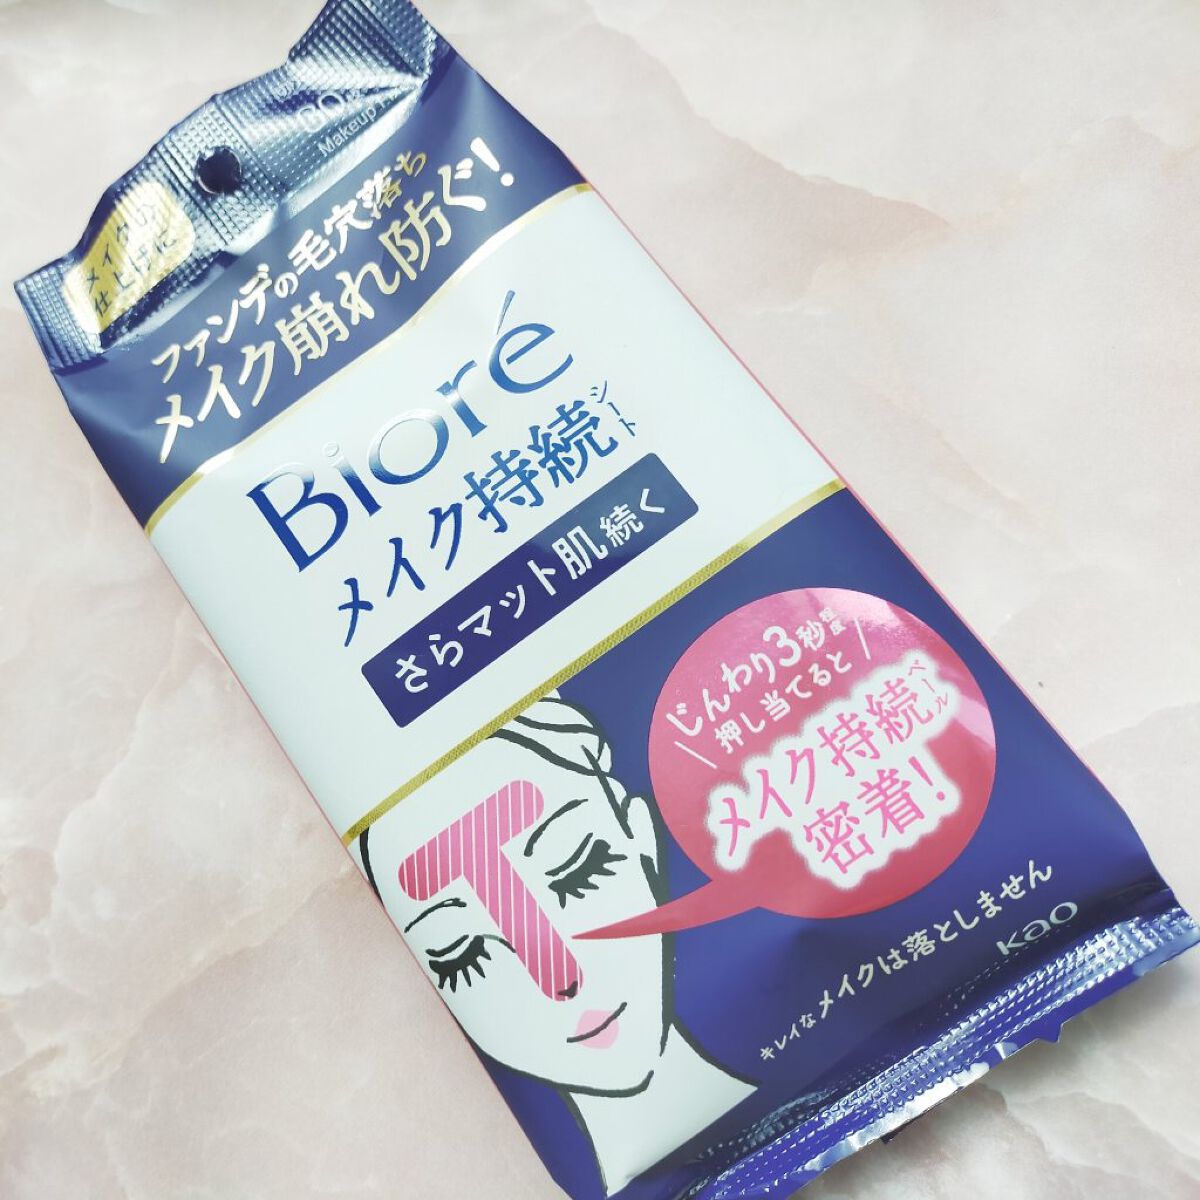 メイクの
仕上げに
Makeup
ファンデの毛穴落ち
メイク崩れ防ぐ!
Bioré
メイク持続シート
さらマット肌続く
じんわり3秒程度
押し当てると
メイク持続ベール
密着!
キレイなメイクは落としません
Kao